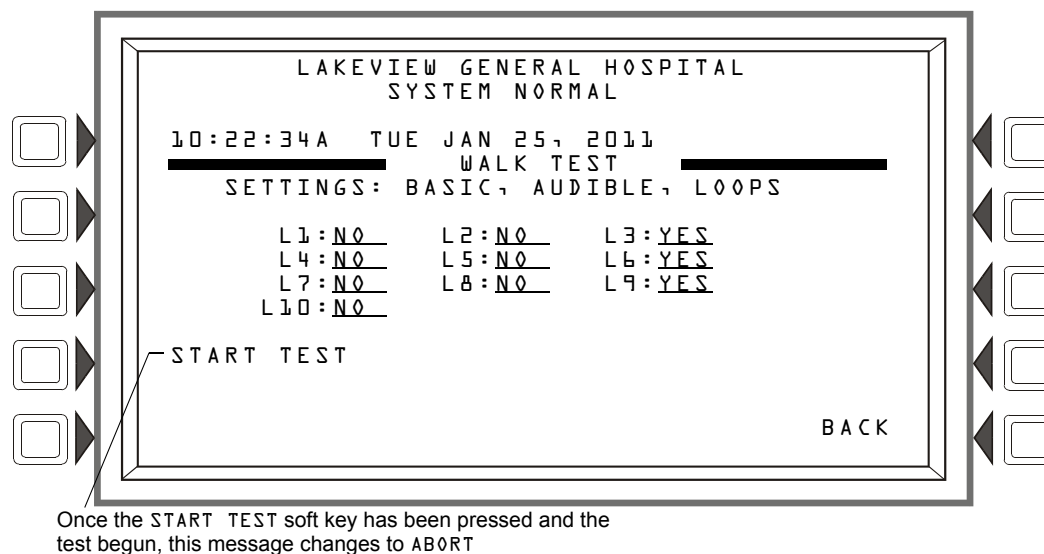 LAKEVIEW GENERAL HOSPITAL
SYSTEM NORMAL
10:22:34A TUE JAN 25, 2011
WALK TEST
SETTINGS: BASIC, AUDIBLE, LOOPS
L1:NO L2:NO L3:YES
L4:NO L5:NO L6:YES
L7:NO L8:NO L9:YES
L10:NO
START TEST
BACK
Once the START TEST soft key has been pressed and the
test begun, this message changes to ABORT